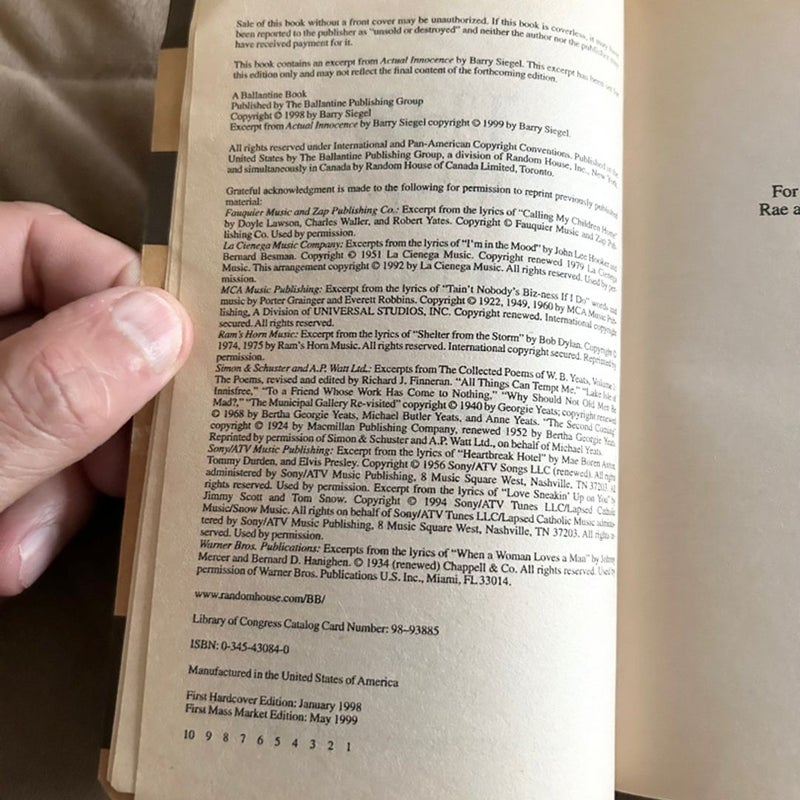 Sale of this book without a front cover may be unauthorized. If this book is coverless, it may have
been reported to the publisher as "unsold or destroyed" and neither the author nor the publisher may
have received payment for it.
This book contains an excerpt from Actual Innocence by Barry Siegel. This excerpt has been set for
this edition only and may not reflect the final content of the forthcoming edition.
A Ballantine Book
Published by The Ballantine Publishing Group
Copyright © 1998 by Barry Siegel
Excerpt from Actual Innocence by Barry Siegel copyright © 1999 by Barry Siegel.
All rights reserved under International and Pan-American Copyright Conventions. Published in the
United States by The Ballantine Publishing Group, a division of Random House, Inc., New York,
and simultaneously in Canada by Random House of Canada Limited, Toronto.
Grateful acknowledgment is made to the following for permission to reprint previously published
material:
Fauquier Music and Zap Publishing Co.: Excerpt from the lyrics of "Calling My Children Home"
by Doyle Lawson, Charles Waller, and Robert Yates. Copyright © Fauquier Music and Zap Pub-
lishing Co. Used by permission.
La Cienega Music Company: Excerpts from the lyrics of "I'm in the Mood" by John Lee Hooker and
Bernard Besman. Copyright © 1951 La Cienega Music. Copyright renewed 1979 La Cienega
Music. This arrangement copyright © 1992 by La Cienega Music. All rights reserved. Used by per-
mission.
MCA Music Publishing: Excerpt from the lyrics of "Tain't Nobody's Biz-ness If I Do" words and
music by Porter Grainger and Everett Robbins. Copyright © 1922, 1949, 1960 by MCA Music Pub-
lishing, A Division of UNIVERSAL STUDIOS, INC. Copyright renewed. International copyright
secured. All rights reserved.
Ram's Horn Music: Excerpt from the lyrics of "Shelter from the Storm" by Bob Dylan. Copyright ©
1974, 1975 by Ram's Horn Music. All rights reserved. International copyright secured. Reprinted by
permission.
Simon & Schuster and A.P. Watt Ltd.: Excerpts from The Collected Poems of W. B. Yeats, Volume
The Poems, revised and edited by Richard J. Finneran. "All Things Can Tempt Me," "Lake Isle of
Innisfree," "To a Friend Whose Work Has Come to Nothing," "Why Should Not Old Men Be
Mad?," "The Municipal Gallery Re-visited" copyright © 1940 by Georgie Yeats; copyright renewed
© 1968 by Bertha Georgie Yeats, Michael Butler Yeats, and Anne Yeats. "The Second Coming"
copyright © 1924 by Macmillan Publishing Company, renewed 1952 by Bertha Georgie Yeats.
Reprinted by permission of Simon & Schuster and A.P. Watt Ltd., on behalf of Michael Yeats.
Sony/ATV Music Publishing: Excerpt from the lyrics of "Heartbreak Hotel" by Mae Boren Axton,
Tommy Durden, and Elvis Presley. Copyright © 1956 Sony/ATV Songs LLC (renewed). All rights
administered by Sony/ATV Music Publishing, 8 Music Square West, Nashville, TN 37203. All
rights reserved. Used by permission. Excerpt from the lyrics of "Love Sneakin' Up on You" by
Jimmy Scott and Tom Snow. Copyright © 1994 Sony/ATV Tunes LLC/Lapsed Catholic
Music/Snow Music. All rights on behalf of Sony/ATV Tunes LLC/Lapsed Catholic Music adminis-
tered by Sony/ATV Music Publishing, 8 Music Square West, Nashville, TN 37203. All rights re-
served. Used by permission.
Warner Bros. Publications: Excerpts from the lyrics of "When a Woman Loves a Man" by Johnny
Mercer and Bernard D. Hanighen. © 1934 (renewed) Chappell & Co. All rights reserved. Used by
permission of Warner Bros. Publications U.S. Inc., Miami, FL 33014.
www.randomhouse.com/BB/
Library of Congress Catalog Card Number: 98–93885
ISBN: 0-345-43084-0
Manufactured in the United States of America
First Hardcover Edition: January 1998
First Mass Market Edition: May 1999
10 9 8 7 6 5 4 3 2 1
For
Rae a